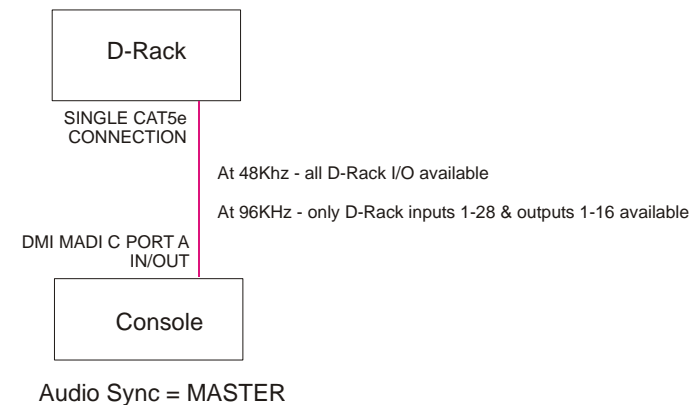 D-Rack
SINGLE CAT5e
CONNECTION
At 48Khz - all D-Rack I/O available
At 96KHz - only D-Rack inputs 1-28 & outputs 1-16 available
DMI MADI C PORT A
IN/OUT
Console
Audio Sync = MASTER